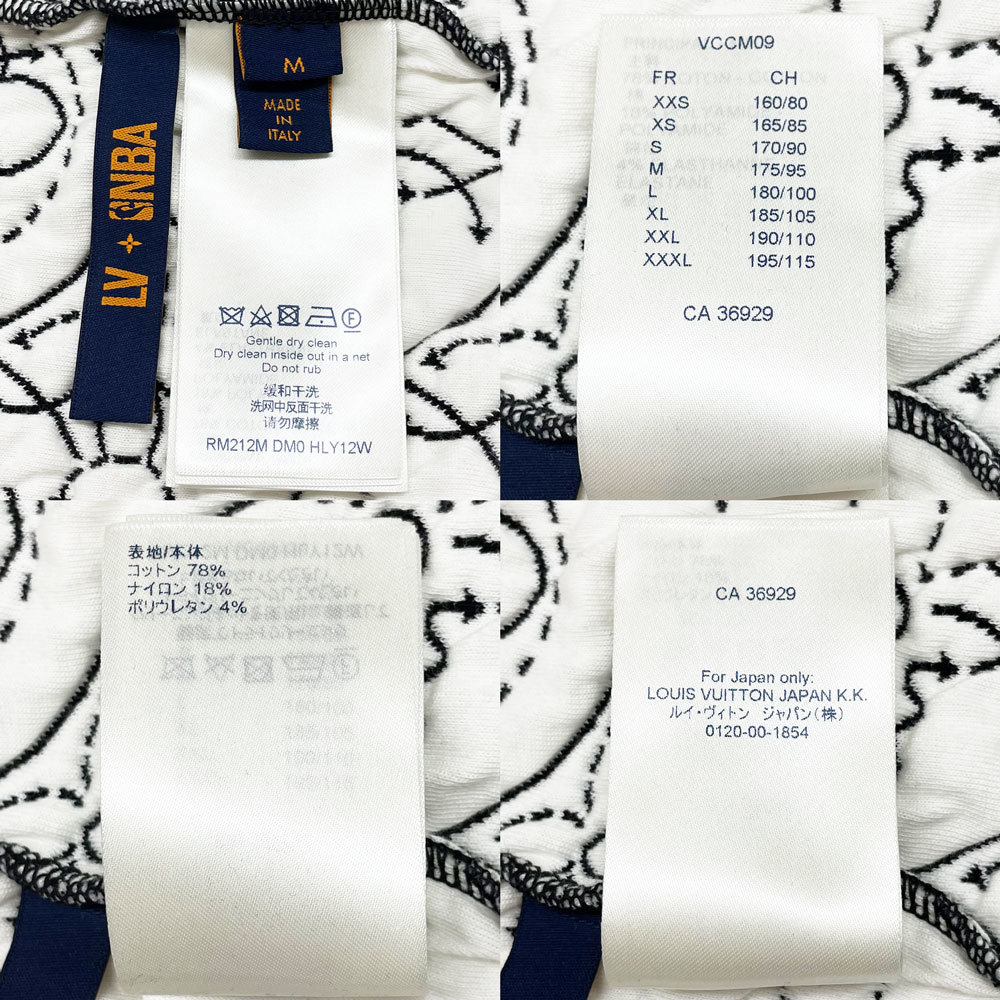 M
MADE
IN
ITALY
LV + NBA
Gentle dry clean
Dry clean inside out in a net
Do not rub
缓和干洗
洗网中反面干洗
请勿摩擦
RM212M DM0 HLY12W
VCCM09
FR CH
XXS 160/80
XS 165/85
S 170/90
M 175/95
L 180/100
XL 185/105
XXL 190/110
XXXL 195/115
CA 36929
表地/本体
コットン 78%
ナイロン 18%
ポリウレタン 4%
CA 36929
For Japan only:
LOUIS VUITTON JAPAN K.K.
ルイ・ヴィトン ジャパン(株)
0120-00-1854